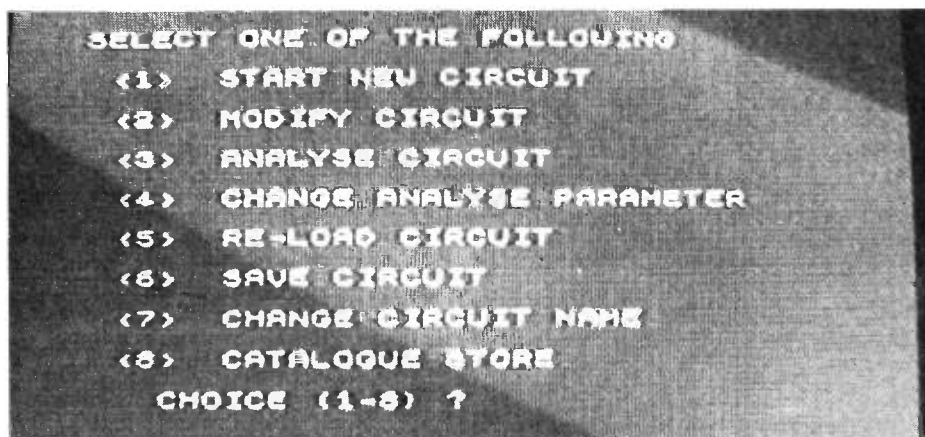 SELECT ONE OF THE FOLLOWING
<1> START NEW CIRCUIT
<2> MODIFY CIRCUIT
<3> ANALYSE CIRCUIT
<4> CHANGE ANALYSE PARAMETER
<5> RE-LOAD CIRCUIT
<6> SAVE CIRCUIT
<7> CHANGE CIRCUIT NAME
<8> CATALOGUE STORE
CHOICE (1-8) ?